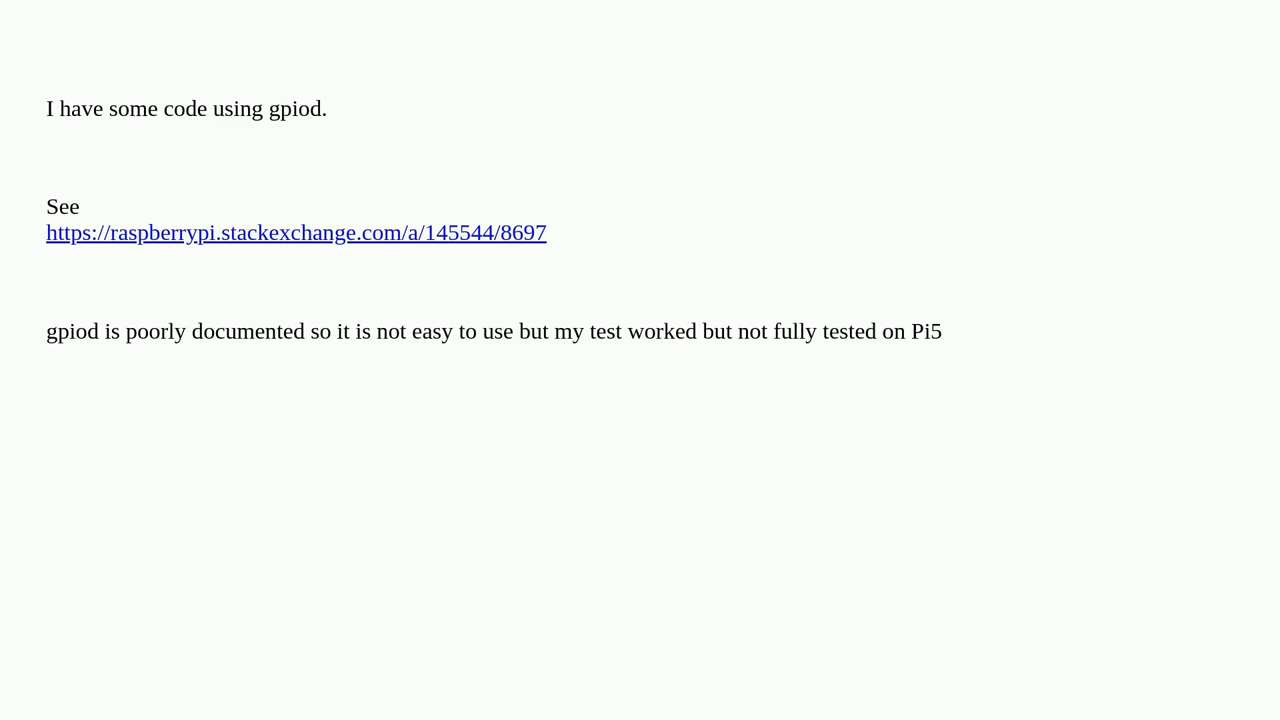 I have some code using gpiod.
See
https://raspberrypi.stackexchange.com/a/145544/8697
gpiod is poorly documented so it is not easy to use but my test worked but not fully tested on Pi5